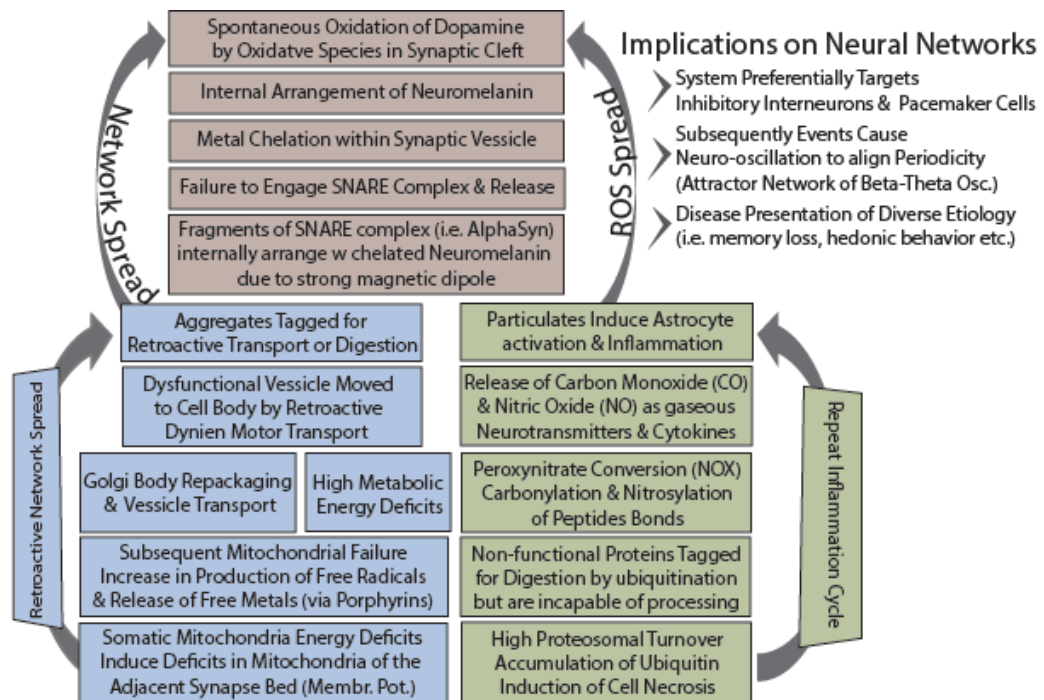 Spontaneous Oxidation of Dopamine
by Oxidatve Species in Synaptic Cleft
Internal Arrangement of Neuromelanin
Metal Chelation within Synaptic Vessicle
Failure to Engage SNARE Complex & Release
Fragments of SNARE complex (i.e. AlphaSyn)
internally arrange w chelated Neuromelanin
due to strong magnetic dipole
Network Spread
ROS Spread
Implications on Neural Networks
System Preferentially Targets
Inhibitory Interneurons & Pacemaker Cells
Subsequently Events Cause
Neuro-oscillation to align Periodicity
(Attractor Network of Beta-Theta Osc.)
Disease Presentation of Diverse Etiology
(i.e. memory loss, hedonic behavior etc.)
Retroactive Network Spread
Aggregates Tagged for
Retroactive Transport or Digestion
Dysfunctional Vessicle Moved
to Cell Body by Retroactive
Dynien Motor Transport
Golgi Body Repackaging
& Vessicle Transport
High Metabolic
Energy Deficits
Subsequent Mitochondrial Failure
Increase in Production of Free Radicals
& Release of Free Metals (via Porphyrins)
Somatic Mitochondria Energy Deficits
Induce Deficits in Mitochondria of the
Adjacent Synapse Bed (Membr. Pot.)
Particulates Induce Astrocyte
activation & Inflammation
Release of Carbon Monoxide (CO)
& Nitric Oxide (NO) as gaseous
Neurotransmitters & Cytokines
Peroxynitrate Conversion (NOX)
Carbonylation & Nitrosylation
of Peptides Bonds
Non-functional Proteins Tagged
for Digestion by ubiquitination
but are incapable of processing
High Proteosomal Turnover
Accumulation of Ubiquitin
Induction of Cell Necrosis
Repeat Inflammation Cycle